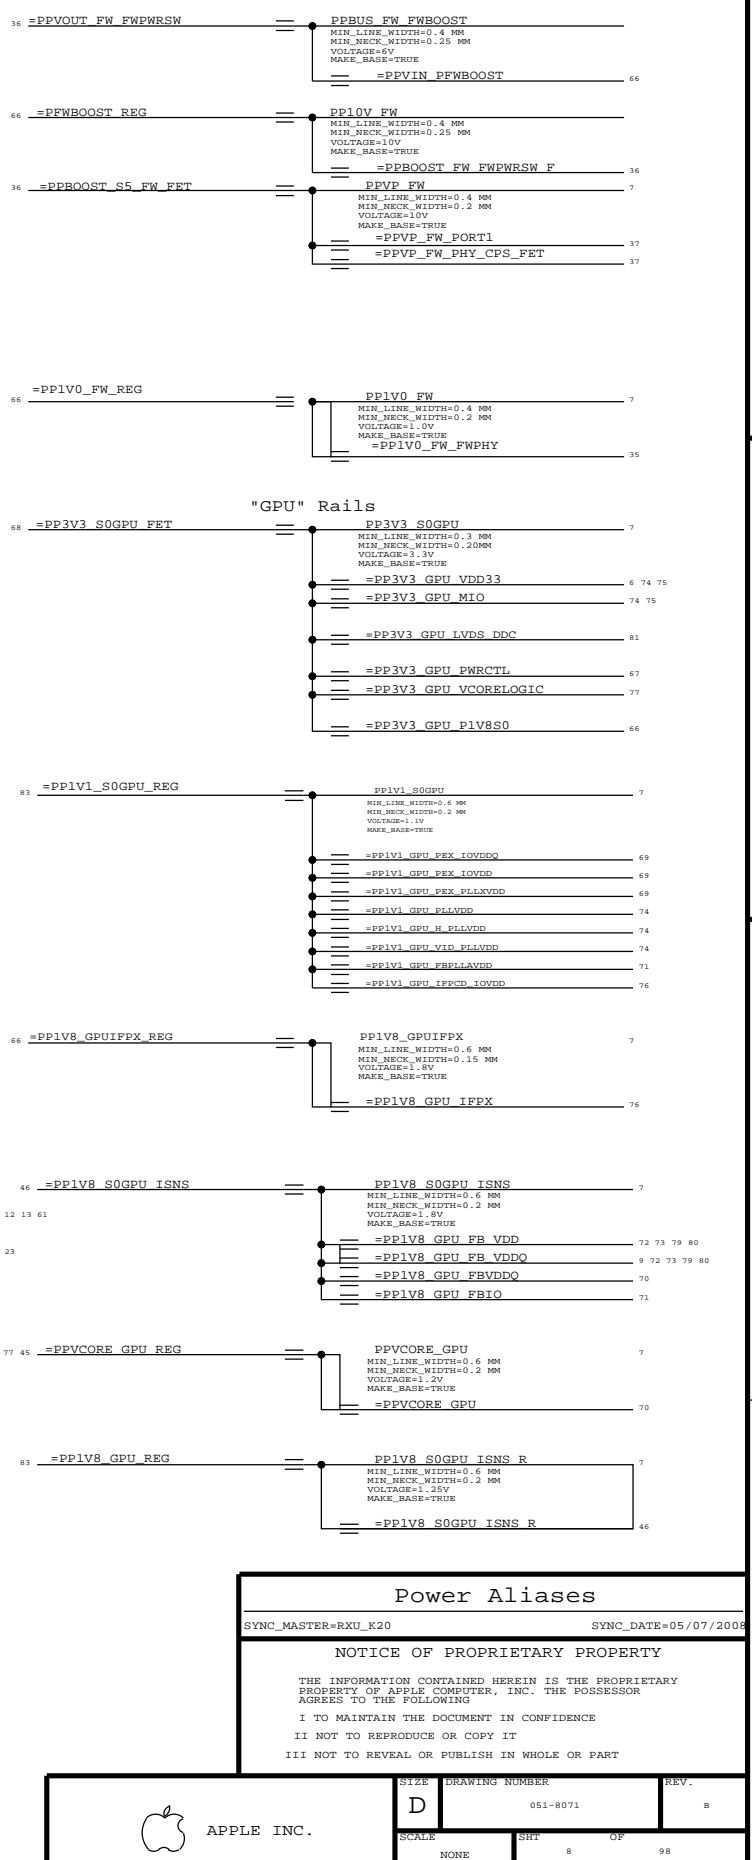 36 =PPVOUT_FW_FWPWRSW PPBUS_FW_FWBOOST
MIN_LINE_WIDTH=0.4 MM
MIN_NECK_WIDTH=0.25 MM
VOLTAGE=6V
MAKE_BASE=TRUE
=PPVIN_PFWBOOST 66
66 =PFWBOOST_REG PP10V_FW
MIN_LINE_WIDTH=0.4 MM
MIN_NECK_WIDTH=0.25 MM
VOLTAGE=10V
MAKE_BASE=TRUE
=PPBOOST_FW_FWPWRSW_F 36
36 =PPBOOST_S5_FW_FET PPVP_FW 7
MIN_LINE_WIDTH=0.4 MM
MIN_NECK_WIDTH=0.2 MM
VOLTAGE=10V
MAKE_BASE=TRUE
=PPVP_FW_PORT1 37
=PPVP_FW_PHY_CPS_FET 37
66 =PP1V0_FW_REG PP1V0_FW 7
MIN_LINE_WIDTH=0.4 MM
MIN_NECK_WIDTH=0.2 MM
VOLTAGE=1.0V
MAKE_BASE=TRUE
=PP1V0_FW_FWPHY 35
"GPU" Rails
68 =PP3V3_S0GPU_FET PP3V3_S0GPU 7
MIN_LINE_WIDTH=0.3 MM
MIN_NECK_WIDTH=0.20MM
VOLTAGE=3.3V
MAKE_BASE=TRUE
=PP3V3_GPU_VDD33 6 74 75
=PP3V3_GPU_MIO 74 75
=PP3V3_GPU_LVDS_DDC 81
=PP3V3_GPU_PWRCTL 67
=PP3V3_GPU_VCORELOGIC 77
=PP3V3_GPU_P1V8S0 66
83 =PP1V1_S0GPU_REG PP1V1_S0GPU 7
MIN_LINE_WIDTH=0.6 MM
MIN_NECK_WIDTH=0.2 MM
VOLTAGE=1.1V
MAKE_BASE=TRUE
=PP1V1_GPU_PEX_IOVDDQ 69
=PP1V1_GPU_PEX_IOVDD 69
=PP1V1_GPU_PEX_PLLXVDD 69
=PP1V1_GPU_PLLVDD 74
=PP1V1_GPU_H_PLLVDD 74
=PP1V1_GPU_VID_PLLVDD 74
=PP1V1_GPU_FBPLLAVDD 71
=PP1V1_GPU_IFPCD_IOVDD 76
66 =PP1V8_GPUIFPX_REG PP1V8_GPUIFPX 7
MIN_LINE_WIDTH=0.6 MM
MIN_NECK_WIDTH=0.15 MM
VOLTAGE=1.8V
MAKE_BASE=TRUE
=PP1V8_GPU_IFPX 76
46 =PP1V8_S0GPU_ISNS PP1V8_S0GPU_ISNS 7
MIN_LINE_WIDTH=0.6 MM
MIN_NECK_WIDTH=0.2 MM
12 13 61 VOLTAGE=1.8V
MAKE_BASE=TRUE
=PP1V8_GPU_FB_VDD 72 73 79 80
23 =PP1V8_GPU_FB_VDDQ 9 72 73 79 80
=PP1V8_GPU_FBVDDQ 70
=PP1V8_GPU_FBIO 71
77 45 =PPVCORE_GPU_REG PPVCORE_GPU 7
MIN_LINE_WIDTH=0.6 MM
MIN_NECK_WIDTH=0.2 MM
VOLTAGE=1.2V
MAKE_BASE=TRUE
=PPVCORE_GPU 70
83 =PP1V8_GPU_REG PP1V8_S0GPU_ISNS_R 7
MIN_LINE_WIDTH=0.6 MM
MIN_NECK_WIDTH=0.2 MM
VOLTAGE=1.25V
MAKE_BASE=TRUE
=PP1V8_S0GPU_ISNS_R 46
Power Aliases
SYNC_MASTER=RXU_K20 SYNC_DATE=05/07/2008
NOTICE OF PROPRIETARY PROPERTY
THE INFORMATION CONTAINED HEREIN IS THE PROPRIETARY
PROPERTY OF APPLE COMPUTER, INC. THE POSSESSOR
AGREES TO THE FOLLOWING
I TO MAINTAIN THE DOCUMENT IN CONFIDENCE
II NOT TO REPRODUCE OR COPY IT
III NOT TO REVEAL OR PUBLISH IN WHOLE OR PART
SIZE DRAWING NUMBER REV.
D 051-8071 B
APPLE INC.
SCALE SHT OF
NONE 8 98